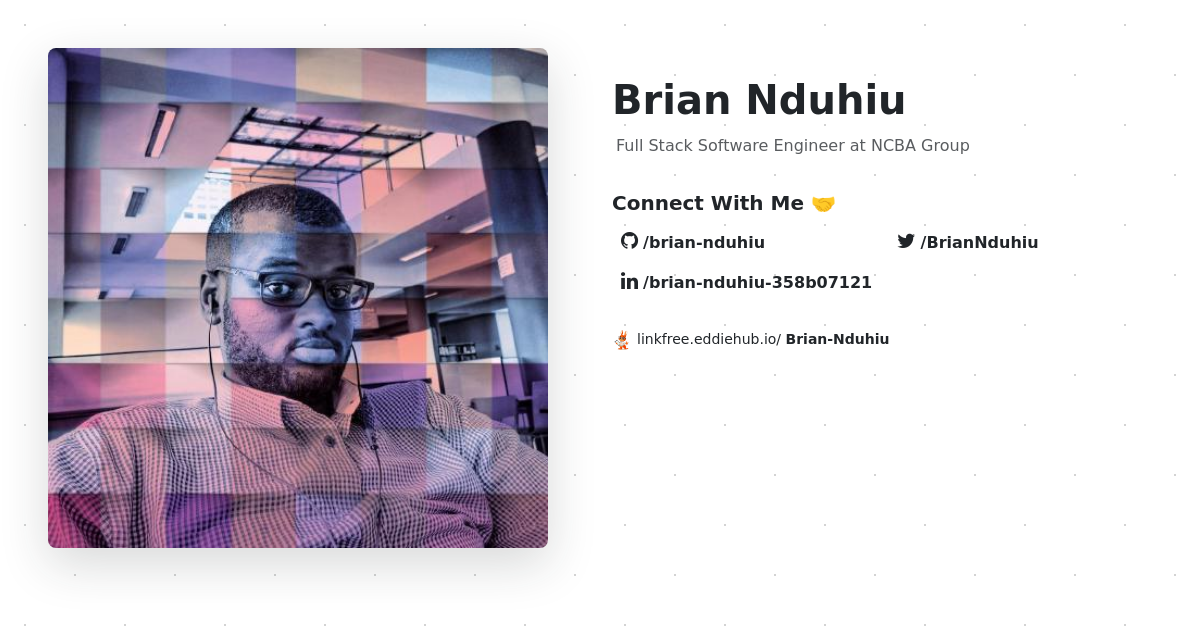 Brian Nduhiu
Full Stack Software Engineer at NCBA Group
Connect With Me 🤝
/brian-nduhiu
/BrianNduhiu
/brian-nduhiu-358b07121
linkfree.eddiehub.io/ Brian-Nduhiu